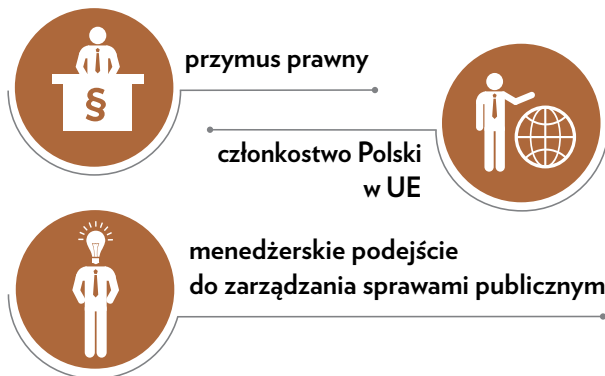 §
przymus prawny
członkostwo Polski
w UE
menedżerskie podejście
do zarządzania sprawami publicznym